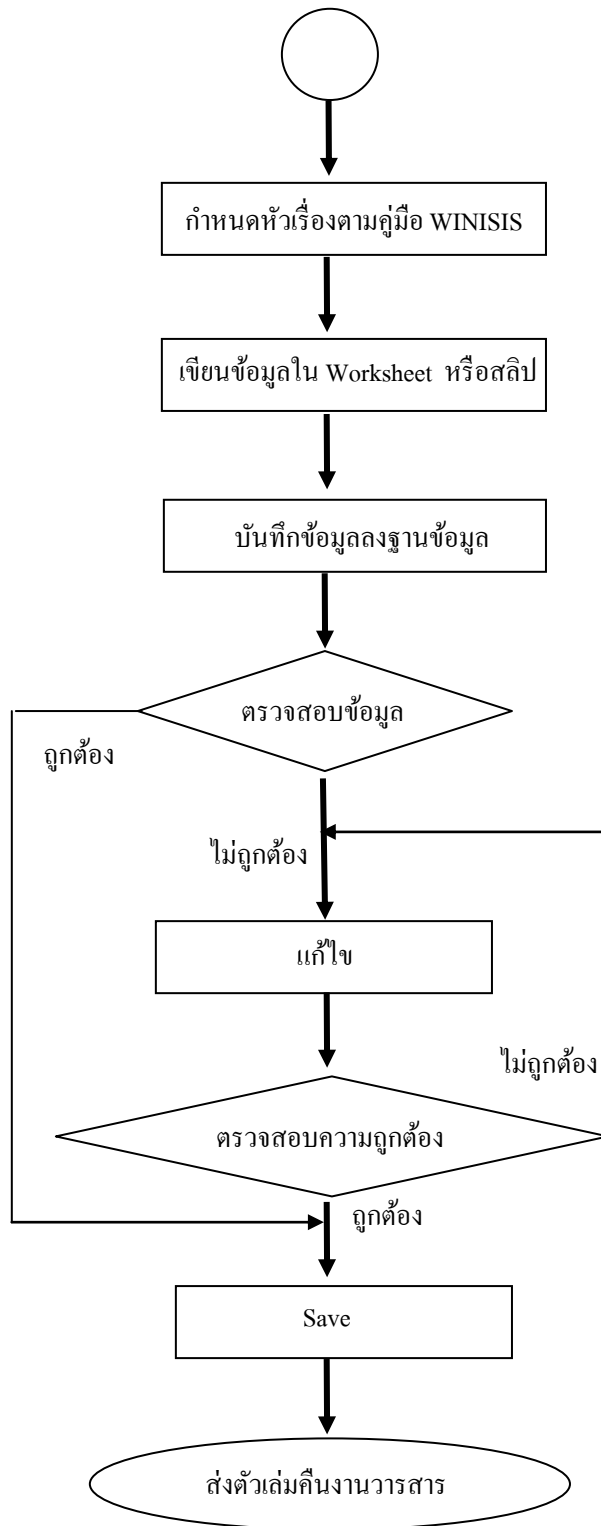 กำหนดหัวเรื่องตามคู่มือ WINISIS
เขียนข้อมูลใน Worksheet หรือสลิป
บันทึกข้อมูลลงฐานข้อมูล
ตรวจสอบข้อมูล
ถูกต้อง
ไม่ถูกต้อง
แก้ไข
ไม่ถูกต้อง
ตรวจสอบความถูกต้อง
ถูกต้อง
Save
ส่งตัวเล่มคืนงานวารสาร